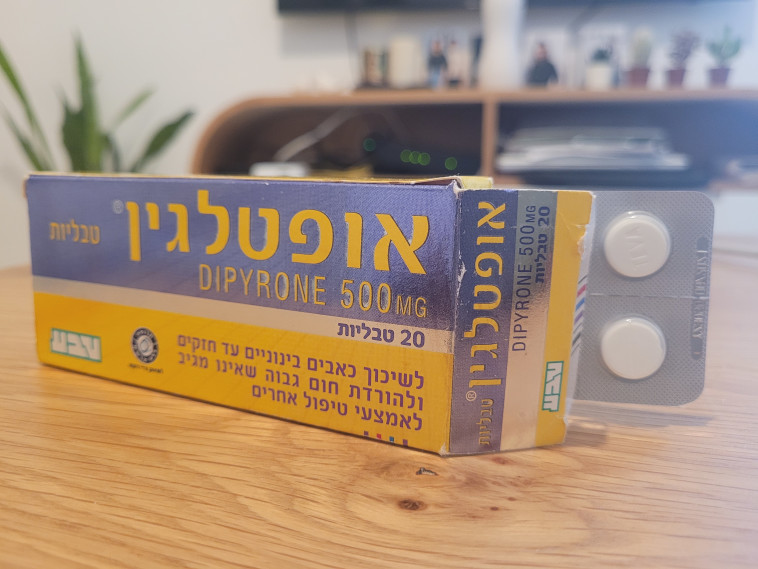 אופטלגין®
טבליות
DIPYRONE 500MG
20 טבליות
לשיכוך כאבים בינוניים עד חזקים
ולהורדת חום גבוה שאינו מגיב
לאמצעי טיפול אחרים
טבע
אופטלגין®
טבליות
DIPYRONE 500MG
20 טבליות
טבע